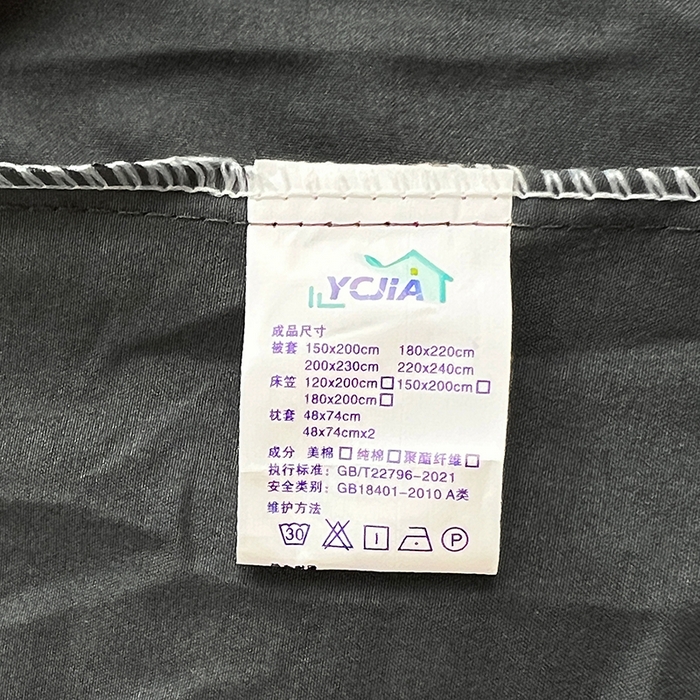 YCJiA
成品尺寸
被套 150x200cm 180x220cm
200x230cm 220x240cm
床笠 120x200cm□ 150x200cm□
180x200cm□
枕套 48x74cm
48x74cmx2
成分 美棉□ 纯棉□ 聚酯纤维□
执行标准：GB/T22796-2021
安全类别：GB18401-2010 A类
维护方法
30 P